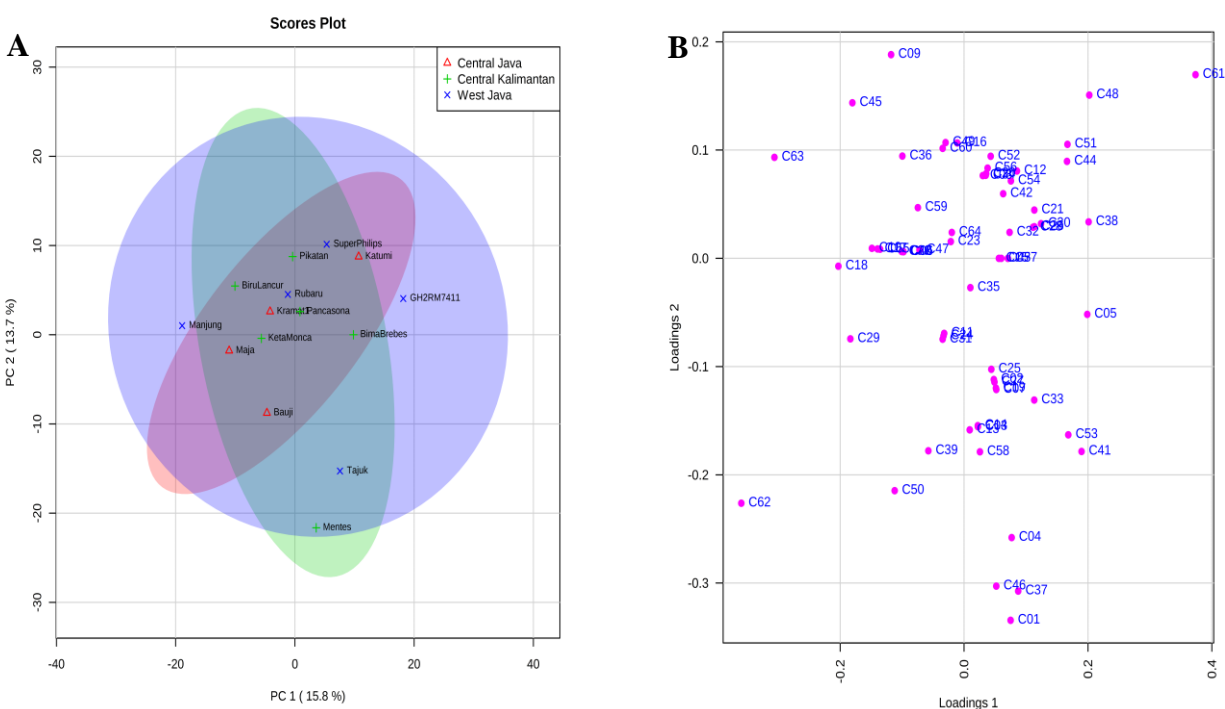 A
Scores Plot
Central Java
Central Kalimantan
West Java
30
20
10
0
-10
-20
-30
PC 2 ( 13.7 %)
SuperPhilips
Pikatan
Katumi
BiruLancur
Rubaru
GH2RM7411
Pancasona
Manjung
KetaMonca
BimaBrebes
Maja
Bauji
Tajuk
Mentes
-40
-20
0
20
40
PC 1 ( 15.8 %)
B
0.2
0.1
0.0
-0.1
-0.2
-0.3
Loadings 2
C09
C61
C48
C45
C51
C36
C52
C63
C44
C56
C12
C54
C42
C59
C21
C38
C64
C32
C23
C47
C18
C35
C05
C29
C25
C33
C53
C39
C58
C41
C50
C62
C04
C46
C37
C01
-0.2
0.0
0.2
0.4
Loadings 1